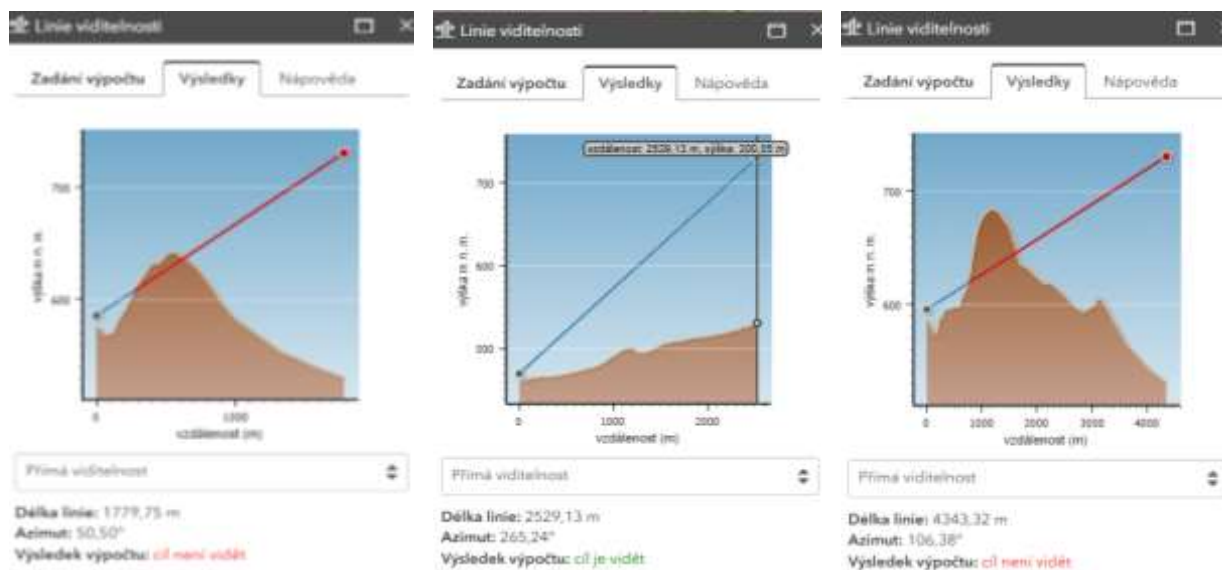 Linie viditelnosti
Zadání výpočtu Výsledky Nápověda
700
600
výška m n. m.
0 1000
vzdálenost (m)
Přímá viditelnost
Délka linie: 1779,75 m
Azimut: 50,50°
Výsledek výpočtu: cíl není vidět
Linie viditelnosti
Zadání výpočtu Výsledky Nápověda
vzdálenost: 2529,13 m, výška:
700
600
výška m n. m.
0 1000 2000
vzdálenost (m)
Přímá viditelnost
Délka linie: 2529,13 m
Azimut: 265,24°
Výsledek výpočtu: cíl je vidět
Linie viditelnosti
Zadání výpočtu Výsledky Nápověda
700
600
výška m n. m.
0 1000 2000 3000 4000
vzdálenost (m)
Přímá viditelnost
Délka linie: 4343,32 m
Azimut: 106,38°
Výsledek výpočtu: cíl není vidět